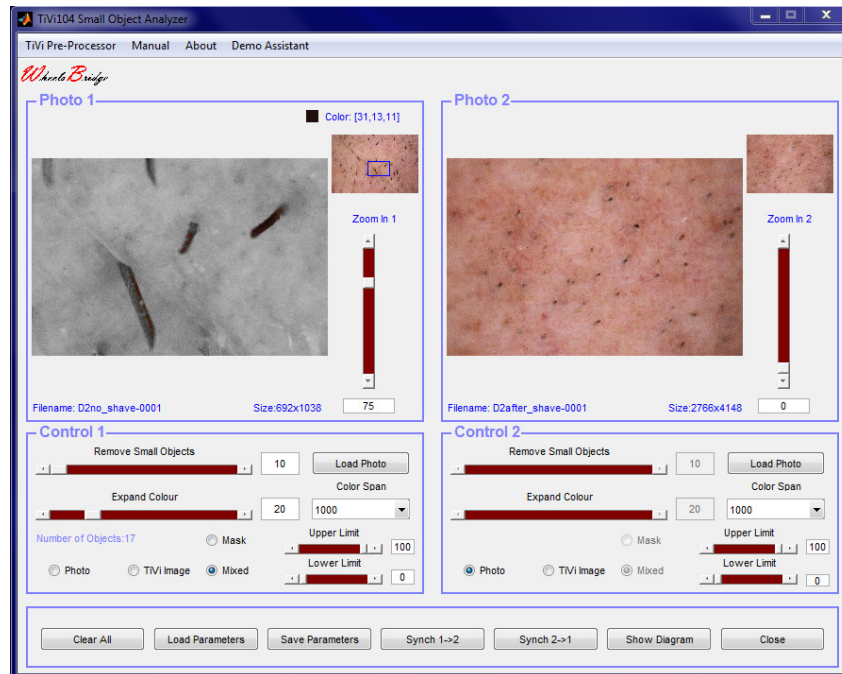 TiVi104 Small Object Analyzer
TiVi Pre-Processor Manual About Demo Assistant
WheelsBridge
Photo 1
Color: [31,13,11]
Zoom In 1
Filename: D2no_shave-0001 Size:692x1038 75
Photo 2
Zoom In 2
Filename: D2after_shave-0001 Size:2766x4148 0
Control 1
Remove Small Objects
10 Load Photo
Expand Colour Color Span
20 1000
Number of Objects:17 Mask Upper Limit 100
Photo TiVi Image Mixed Lower Limit 0
Control 2
Remove Small Objects
10 Load Photo
Expand Colour Color Span
20 1000
Mask Upper Limit 100
Photo TiVi Image Mixed Lower Limit 0
Clear All Load Parameters Save Parameters Synch 1->2 Synch 2->1 Show Diagram Close